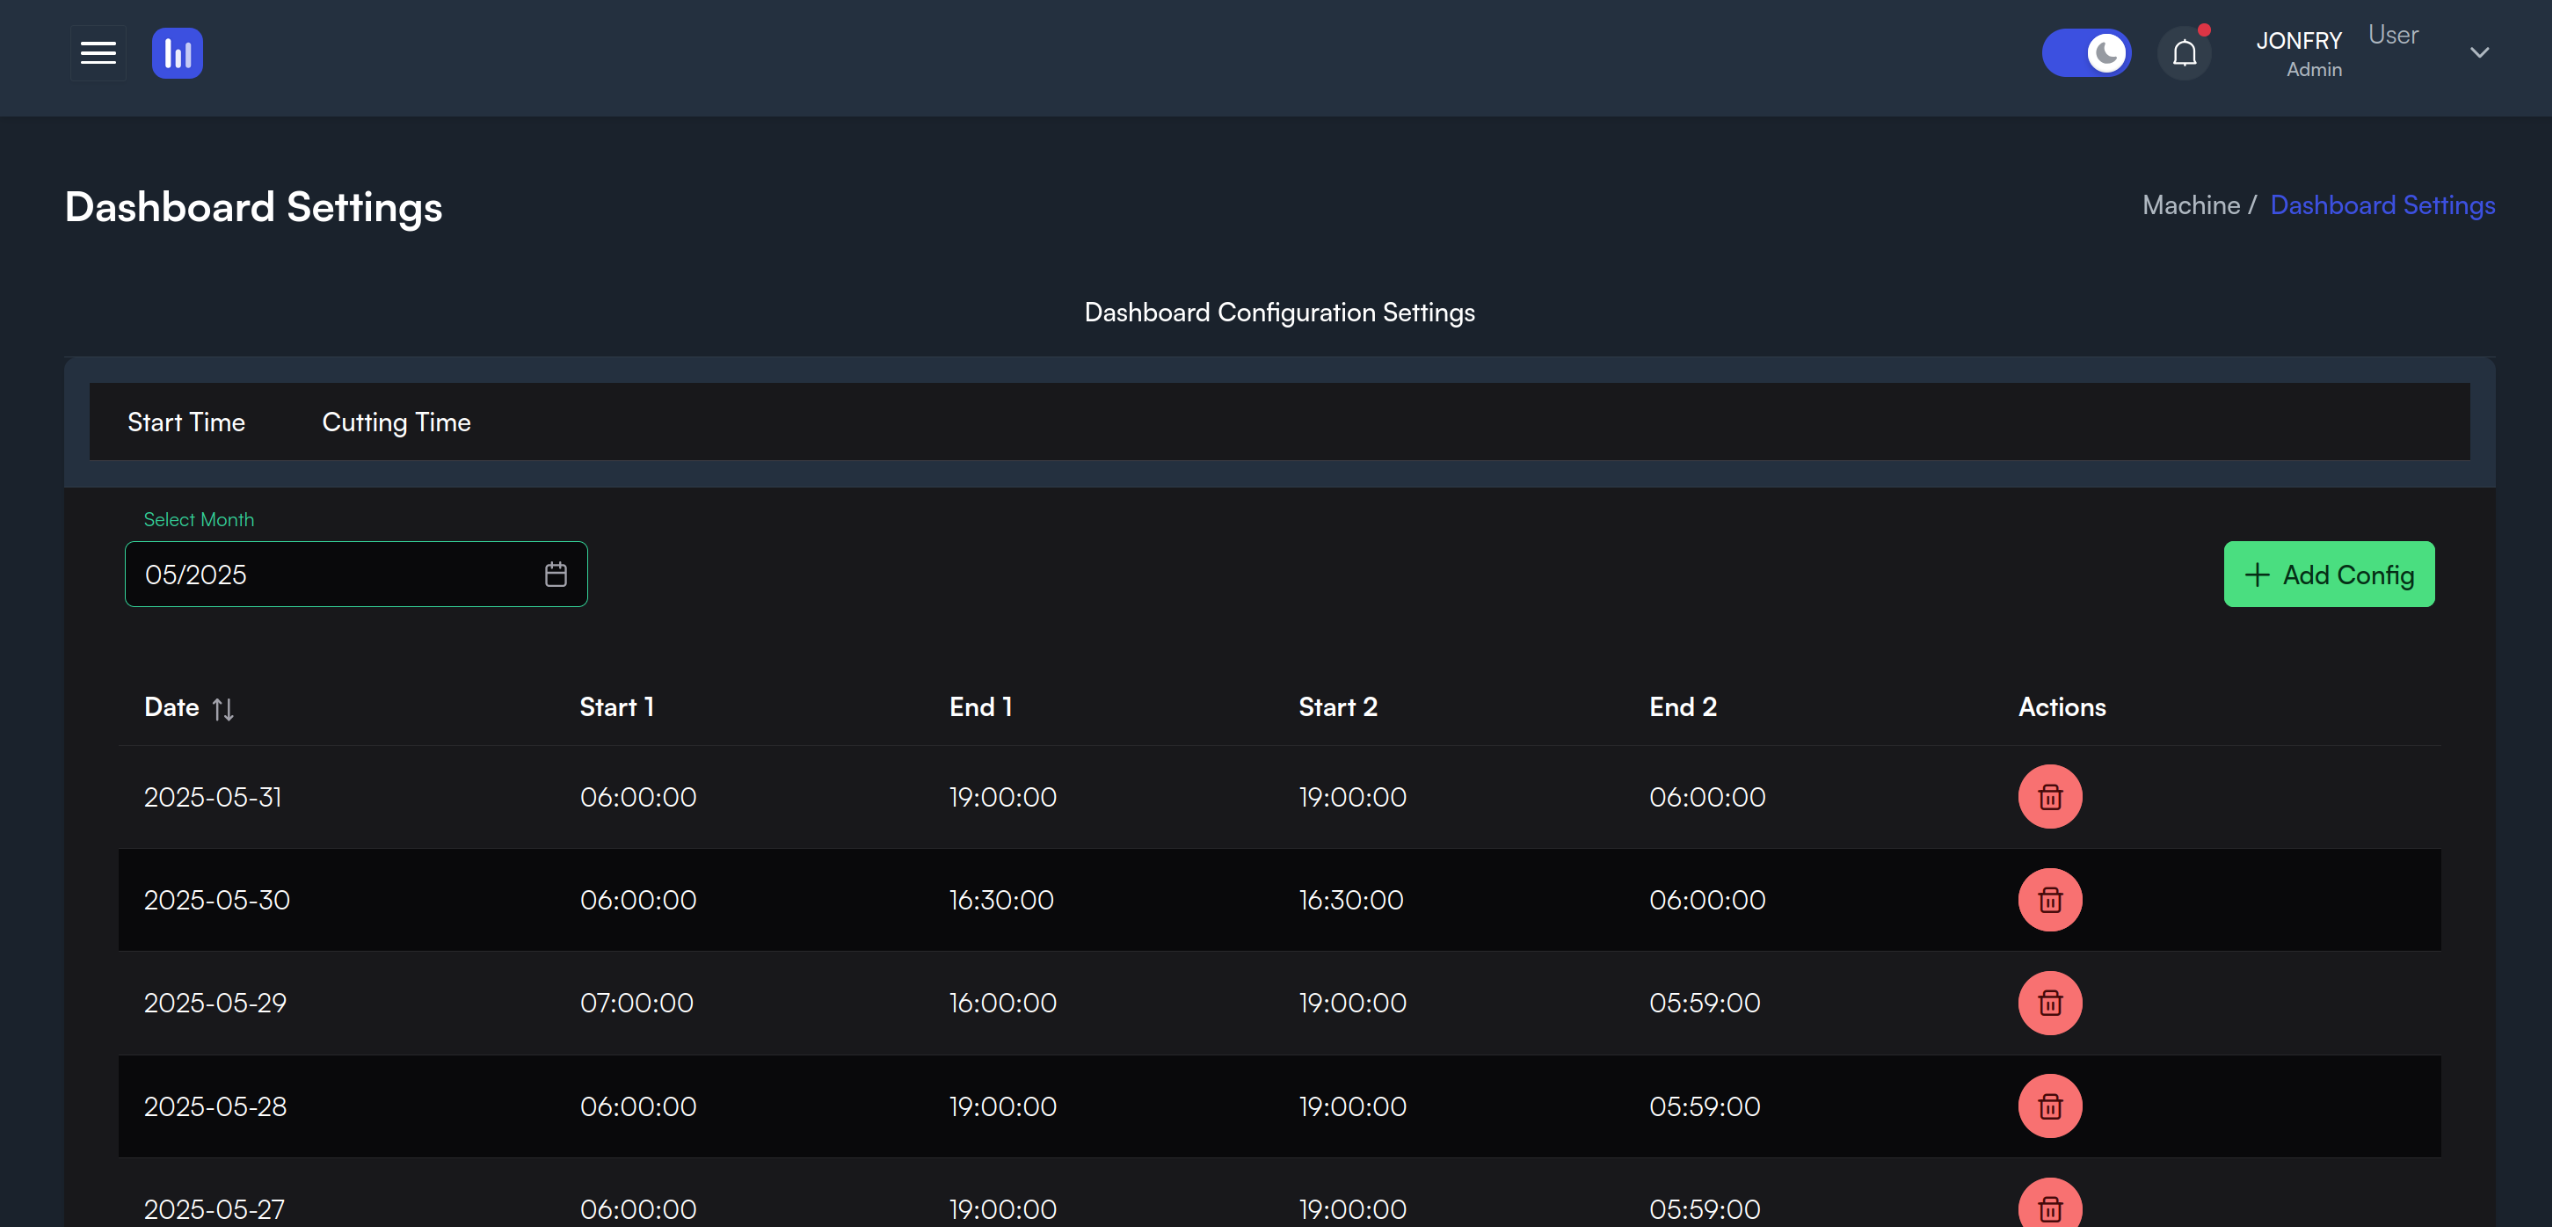 JONFRY
Admin
User
Dashboard Settings
Machine / Dashboard Settings
Dashboard Configuration Settings
Start Time Cutting Time
Select Month
05/2025
Add Config
Date Start 1 End 1 Start 2 End 2 Actions
2025-05-31 06:00:00 19:00:00 19:00:00 06:00:00
2025-05-30 06:00:00 16:30:00 16:30:00 06:00:00
2025-05-29 07:00:00 16:00:00 19:00:00 05:59:00
2025-05-28 06:00:00 19:00:00 19:00:00 05:59:00
2025-05-27 06:00:00 19:00:00 19:00:00 05:59:00